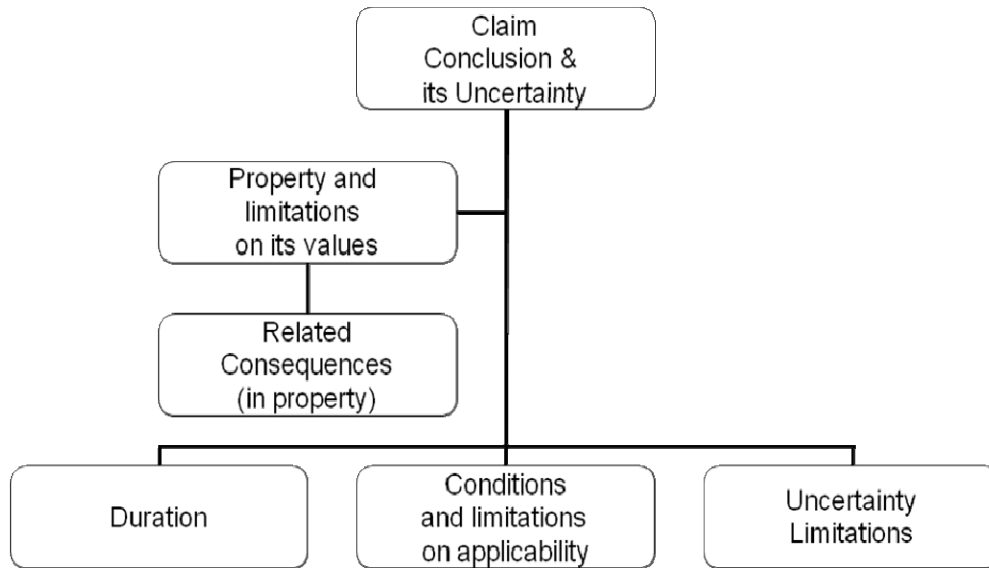 Claim
Conclusion &
its Uncertainty
Property and
limitations
on its values
Related
Consequences
(in property)
Duration
Conditions
and limitations
on applicability
Uncertainty
Limitations